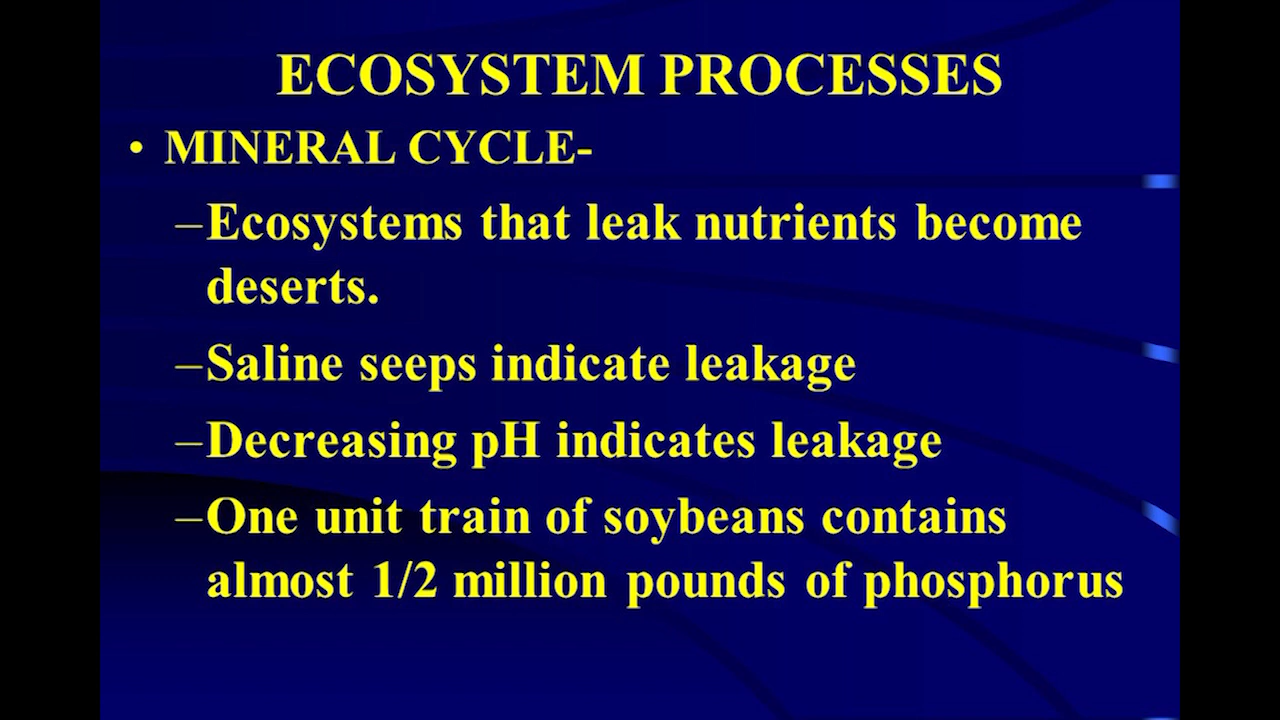 ECOSYSTEM PROCESSES
• MINERAL CYCLE-
–Ecosystems that leak nutrients become
deserts.
–Saline seeps indicate leakage
–Decreasing pH indicates leakage
–One unit train of soybeans contains
almost 1/2 million pounds of phosphorus